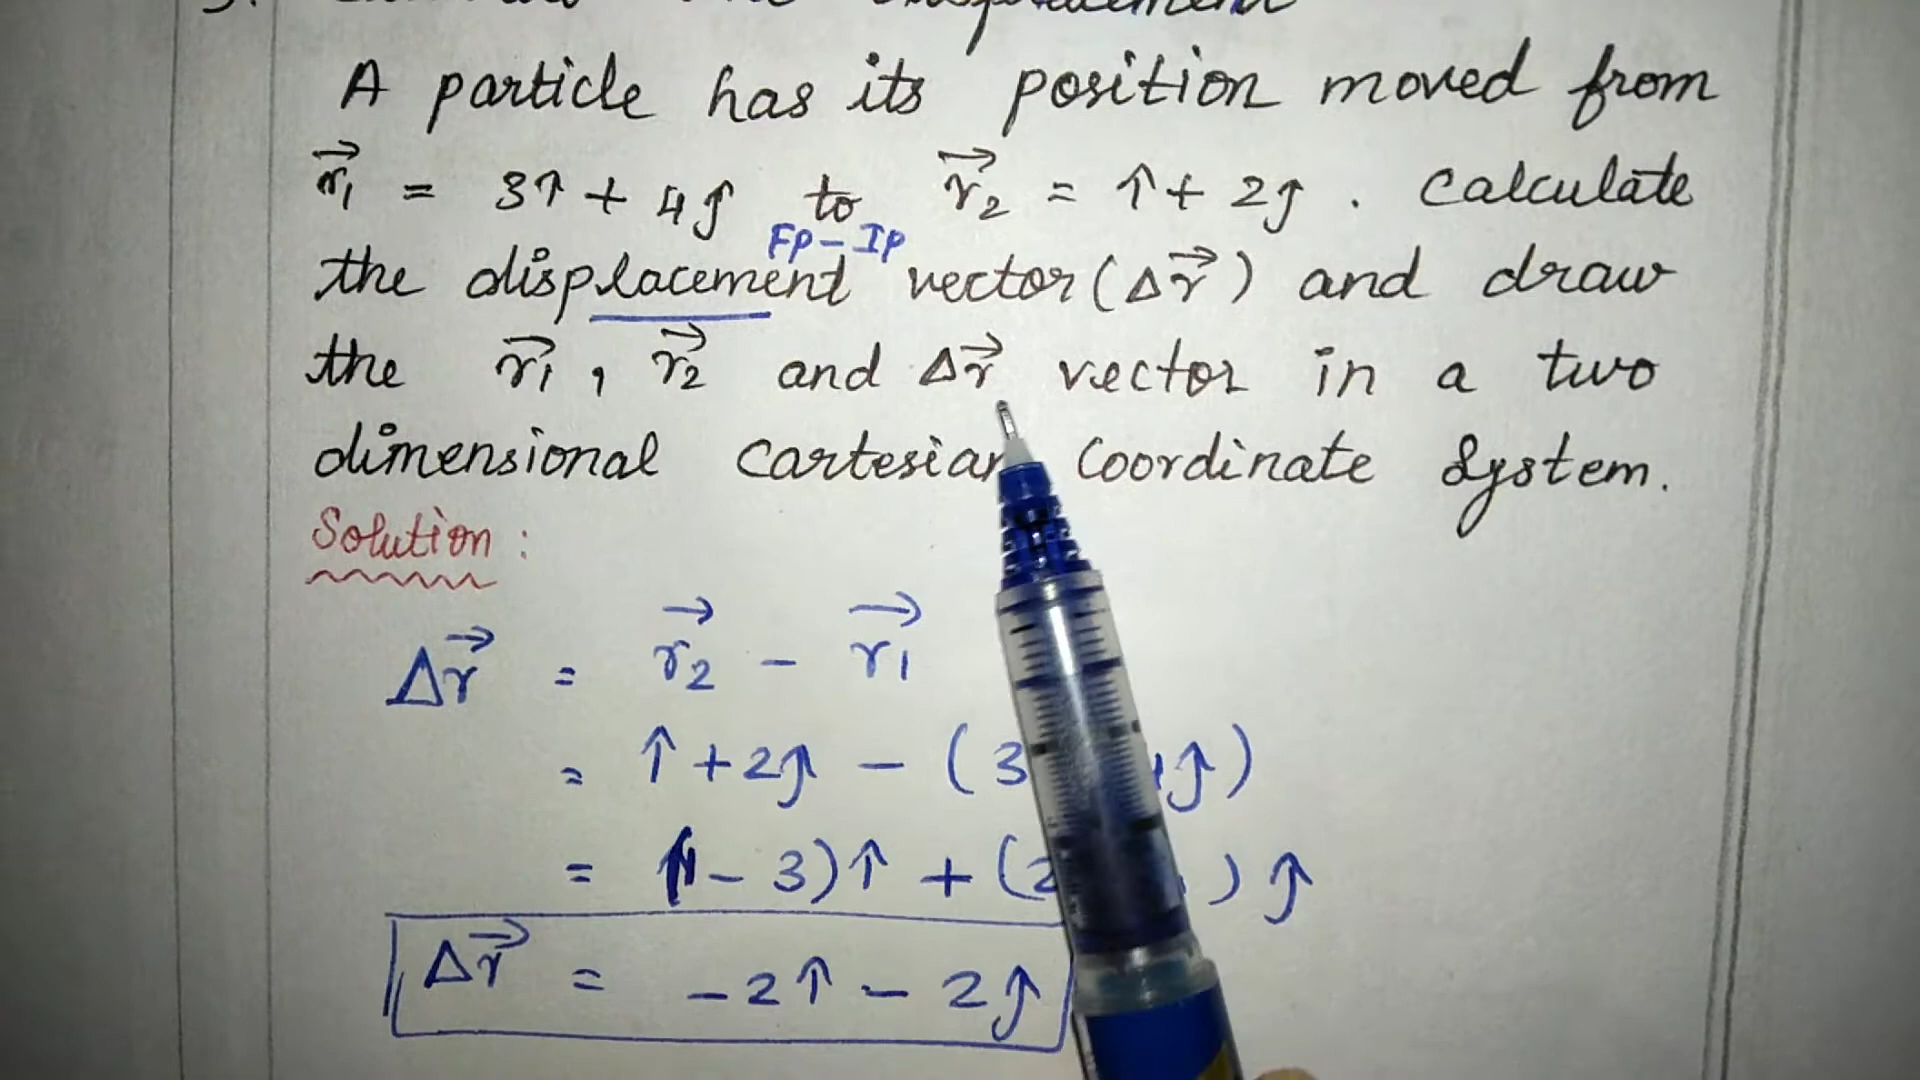 displacement
A particle has its position moved from
r⃗₁ = 3î + 4ĵ to r⃗₂ = î + 2ĵ . Calculate
FP - IP
the displacement vector (Δr⃗) and draw
the r⃗₁ , r⃗₂ and Δr⃗ vector in a two
dimensional Cartesian Coordinate System.
Solution :
Δr⃗ = r⃗₂ - r⃗₁
= î + 2ĵ - (3 ĵ)
= (1 - 3)î + (2 ) ĵ
Δr⃗ = -2î - 2ĵ